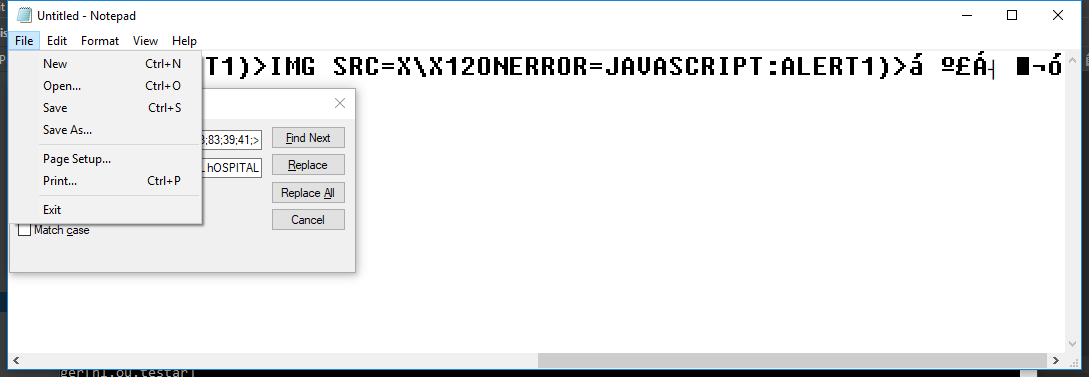 Untitled - Notepad
File Edit Format View Help
New Ctrl+N
Open... Ctrl+O
Save Ctrl+S
Save As...
Page Setup...
Print... Ctrl+P
Exit
T1)>IMG SRC=X\X12ONERROR=JAVASCRIPT:ALERT1)>á º£Á┤ ■¬ó
;83;39;41;> Find Next
hOSPITAL Replace
Replace All
Cancel
Match case
ger[n1.ou.testar]